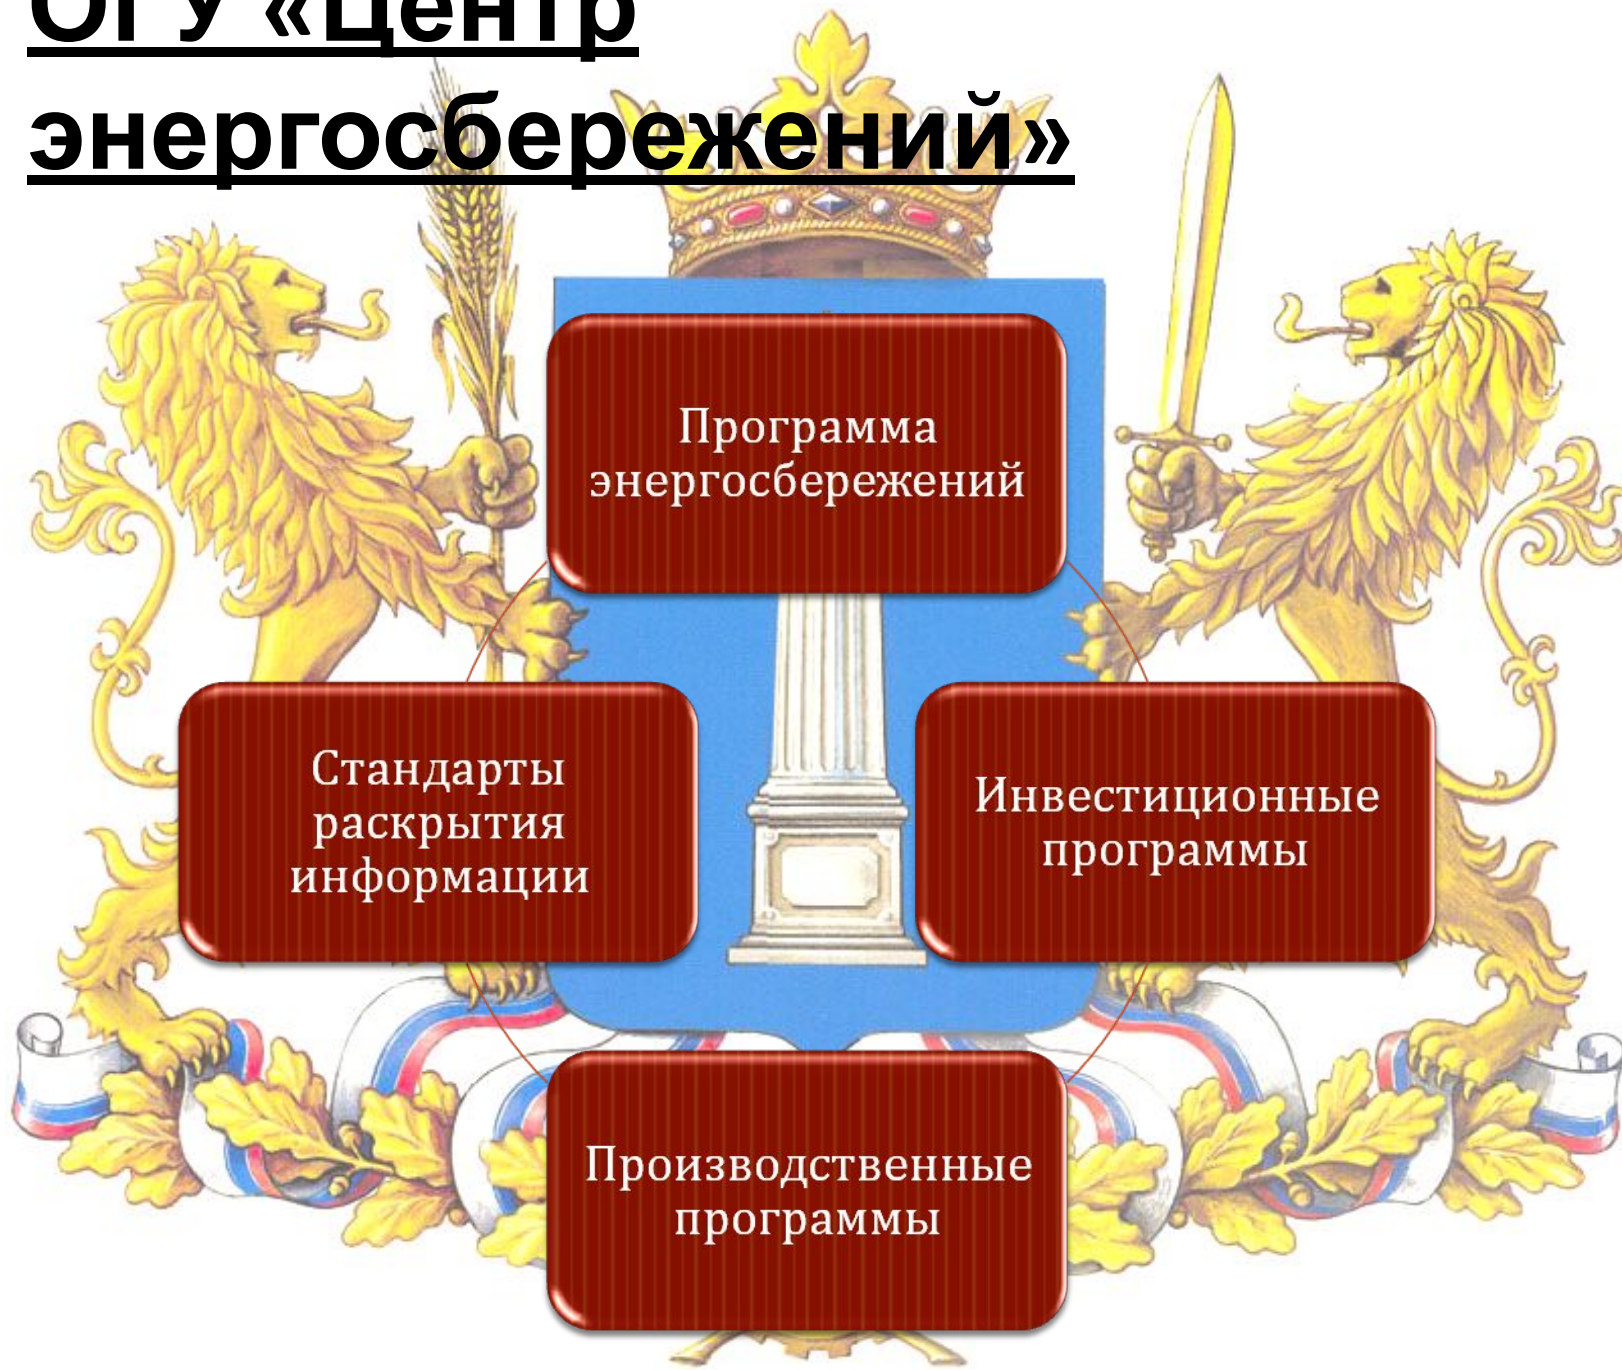 ОГУ «Центр
энергосбережений»
Программа
энергосбережений
Стандарты
раскрытия
информации
Инвестиционные
программы
Производственные
программы